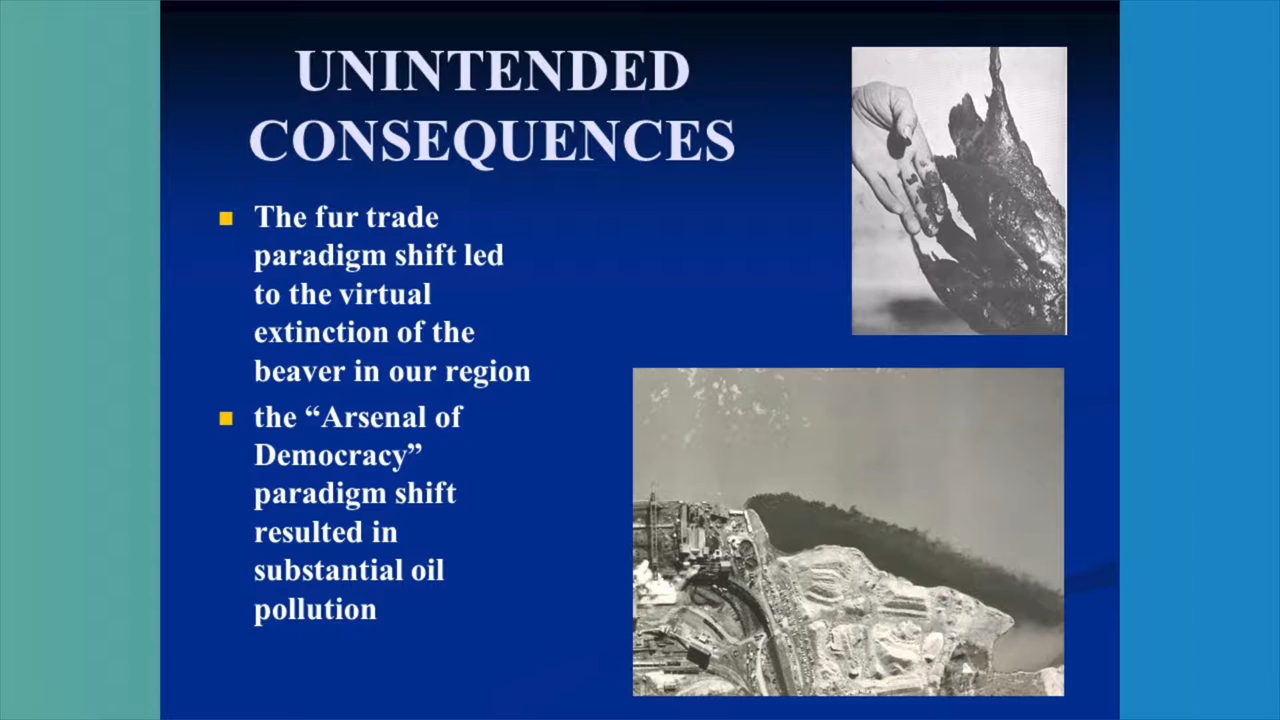 UNINTENDED
CONSEQUENCES
The fur trade
paradigm shift led
to the virtual
extinction of the
beaver in our region
the “Arsenal of
Democracy”
paradigm shift
resulted in
substantial oil
pollution